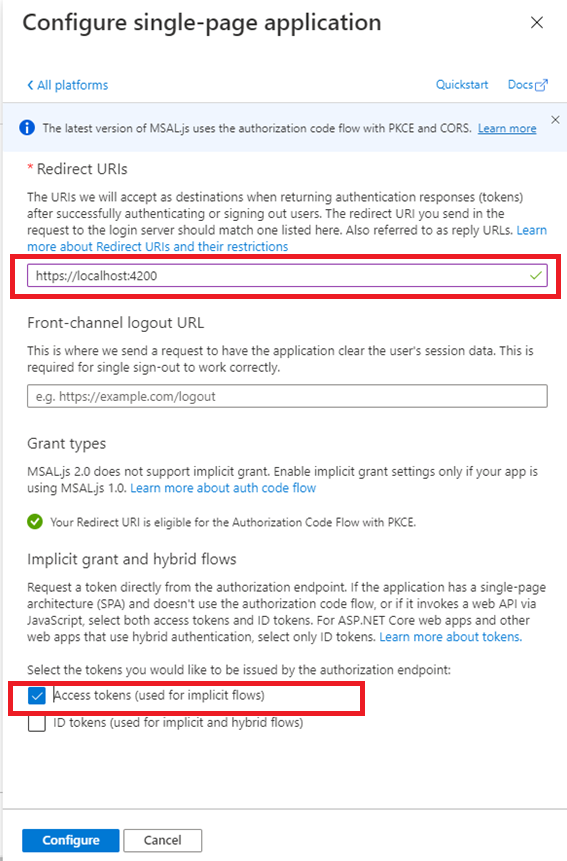 Configure single-page application
All platforms
Quickstart
Docs
The latest version of MSAL.js uses the authorization code flow with PKCE and CORS. Learn more
* Redirect URIs
The URIs we will accept as destinations when returning authentication responses (tokens)
after successfully authenticating or signing out users. The redirect URI you send in the
request to the login server should match one listed here. Also referred to as reply URLs. Learn
more about Redirect URIs and their restrictions
https://localhost:4200
Front-channel logout URL
This is where we send a request to have the application clear the user's session data. This is
required for single sign-out to work correctly.
e.g. https://example.com/logout
Grant types
MSAL.js 2.0 does not support implicit grant. Enable implicit grant settings only if your app is
using MSAL.js 1.0. Learn more about auth code flow
Your Redirect URI is eligible for the Authorization Code Flow with PKCE.
Implicit grant and hybrid flows
Request a token directly from the authorization endpoint. If the application has a single-page
architecture (SPA) and doesn't use the authorization code flow, or if it invokes a web API via
JavaScript, select both access tokens and ID tokens. For ASP.NET Core web apps and other
web apps that use hybrid authentication, select only ID tokens. Learn more about tokens.
Select the tokens you would like to be issued by the authorization endpoint:
Access tokens (used for implicit flows)
ID tokens (used for implicit and hybrid flows)
Configure
Cancel